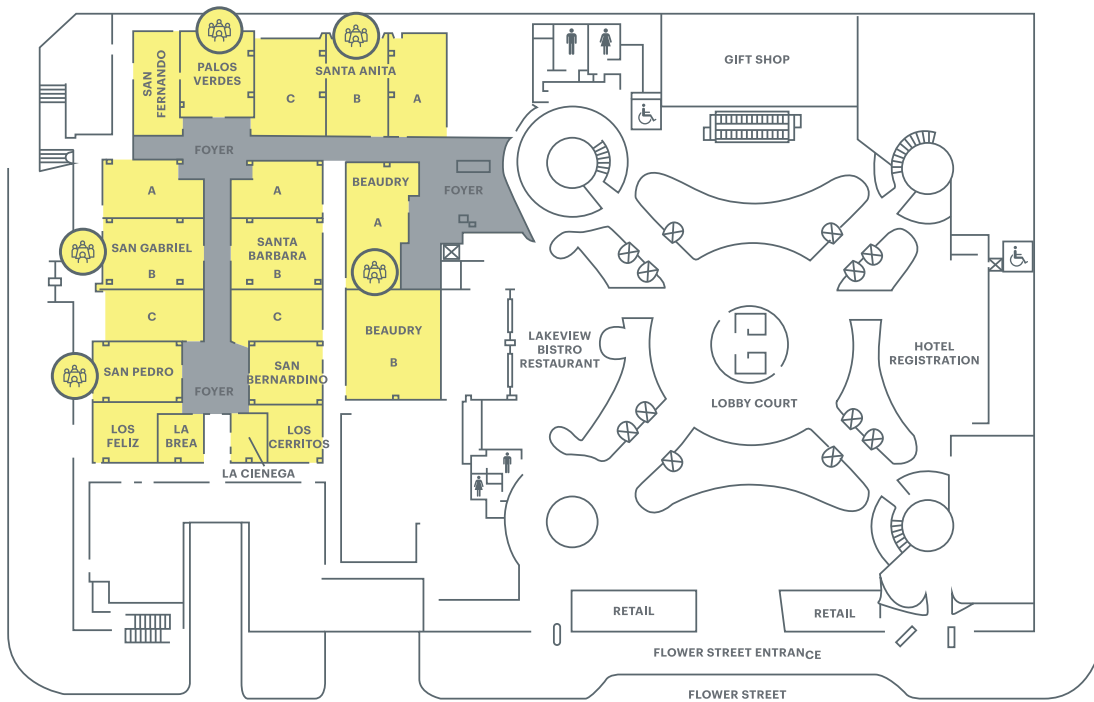 SAN
FERNANDO
PALOS
VERDES
SANTA ANITA
C
B
A
GIFT SHOP
FOYER
A
A
BEAUDRY
A
FOYER
SAN GABRIEL
B
SANTA
BARBARA
B
C
C
BEAUDRY
B
LAKEVIEW
BISTRO
RESTAURANT
HOTEL
REGISTRATION
SAN PEDRO
FOYER
SAN
BERNARDINO
LOBBY COURT
LOS
FELIZ
LA
BREA
LOS
CERRITOS
LA CIENEGA
RETAIL
RETAIL
FLOWER STREET ENTRANCE
FLOWER STREET